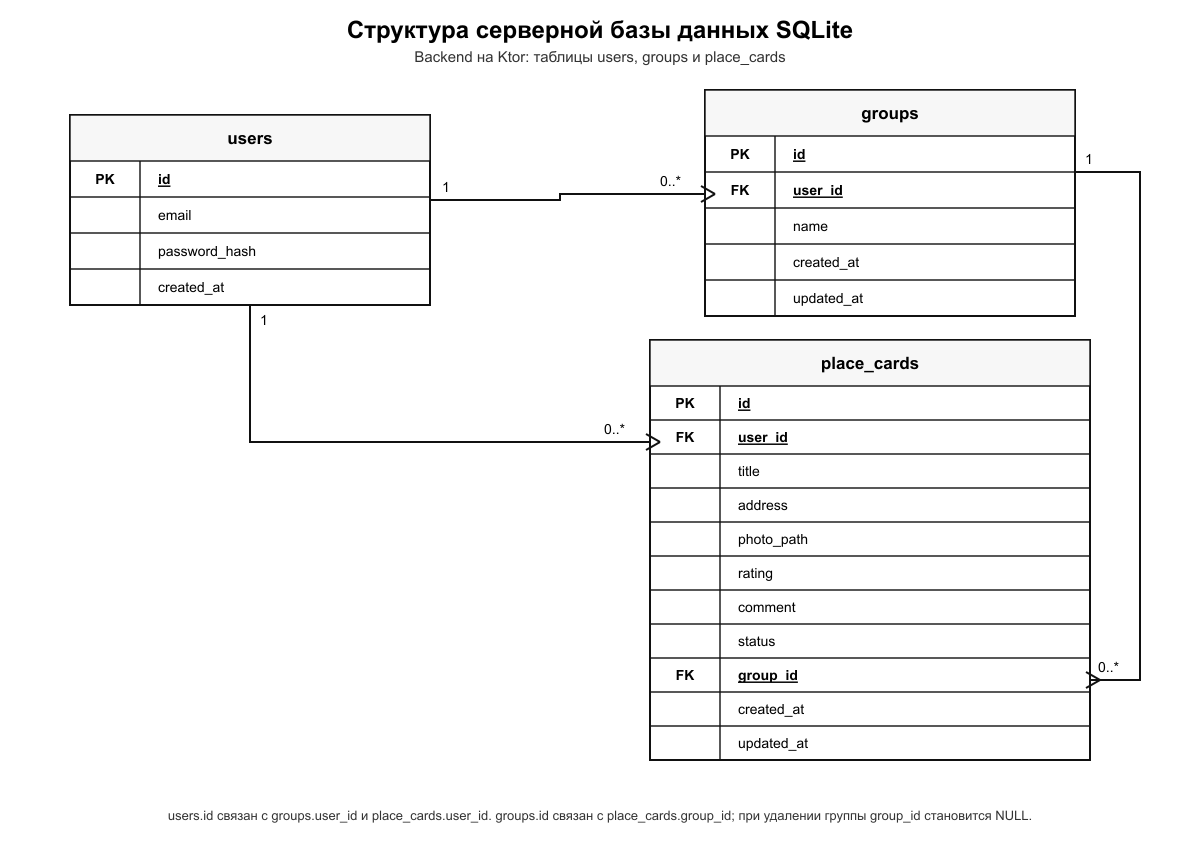 Структура серверной базы данных SQLite
Backend на Ktor: таблицы users, groups и place_cards
users
PK id
email
password_hash
created_at
1
0..*
groups
PK id
FK user_id
name
created_at
updated_at
1
1
0..*
place_cards
PK id
FK user_id
title
address
photo_path
rating
comment
status
FK group_id
created_at
updated_at
0..*
users.id связан с groups.user_id и place_cards.user_id. groups.id связан с place_cards.group_id; при удалении группы group_id становится NULL.